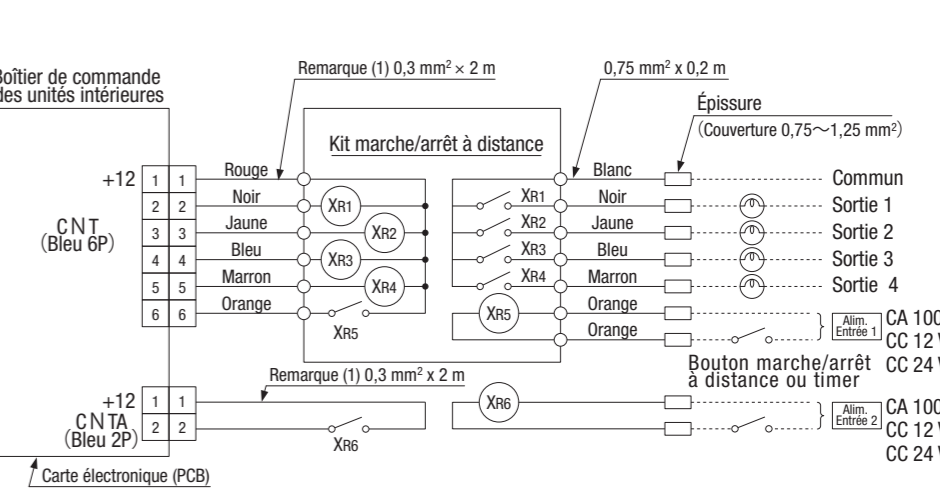 Boîtier de commande
des unités intérieures
Remarque (1) 0,3 mm² × 2 m
0,75 mm² x 0,2 m
Épissure
(Couverture 0,75～1,25 mm²)
Kit marche/arrêt à distance
+12
CNT
(Bleu 6P)
1 1
2 2
3 3
4 4
5 5
6 6
Rouge
Noir
Jaune
Bleu
Marron
Orange
XR1
XR2
XR3
XR4
XR5
XR1
XR2
XR3
XR4
XR5
Blanc
Noir
Jaune
Bleu
Marron
Orange
Orange
Commun
Sortie 1
Sortie 2
Sortie 3
Sortie 4
Alim.
Entrée 1
CA 100
CC 12 V
CC 24 V
Bouton marche/arrêt
à distance ou timer
Remarque (1) 0,3 mm² x 2 m
+12
CNTA
(Bleu 2P)
1 1
2 2
XR6
XR6
Alim.
Entrée 2
CA 100
CC 12 V
CC 24 V
Carte électronique (PCB)